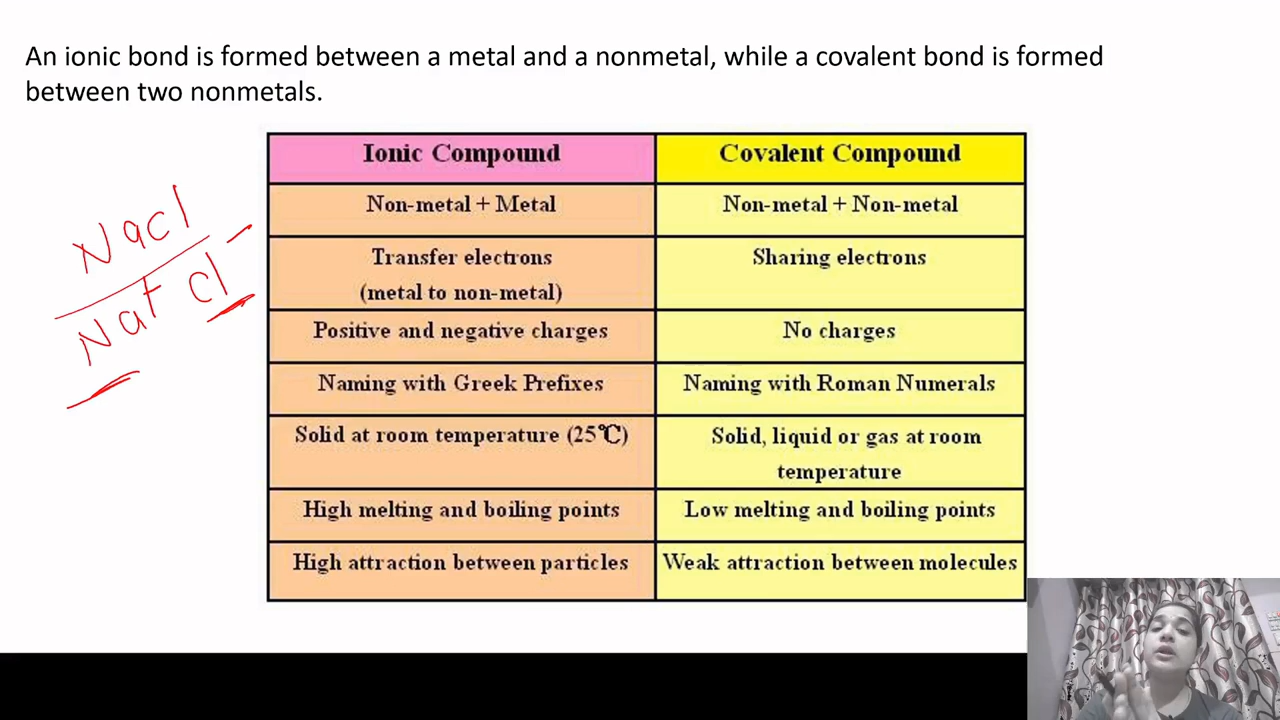 An ionic bond is formed between a metal and a nonmetal, while a covalent bond is formed
between two nonmetals.
Ionic Compound
Covalent Compound
Non-metal + Metal
Non-metal + Non-metal
Transfer electrons
(metal to non-metal)
Sharing electrons
Positive and negative charges
No charges
Naming with Greek Prefixes
Naming with Roman Numerals
Solid at room temperature (25℃)
Solid, liquid or gas at room
temperature
High melting and boiling points
Low melting and boiling points
High attraction between particles
Weak attraction between molecules
Nacl
Na+ cl-